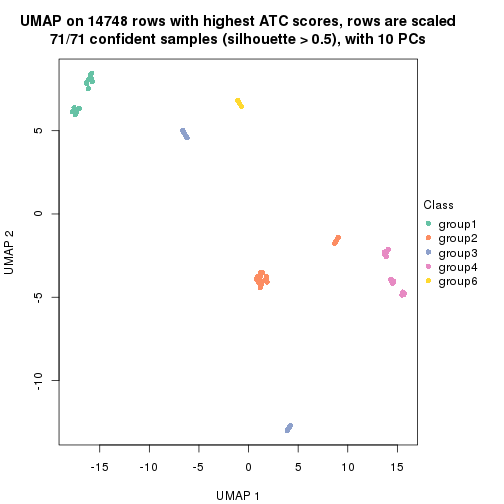 UMAP on 14748 rows with highest ATC scores, rows are scaled
71/71 confident samples (silhouette > 0.5), with 10 PCs
5
0
-5
-10
UMAP 2
-15
-10
-5
0
5
10
15
UMAP 1
Class
group1
group2
group3
group4
group6